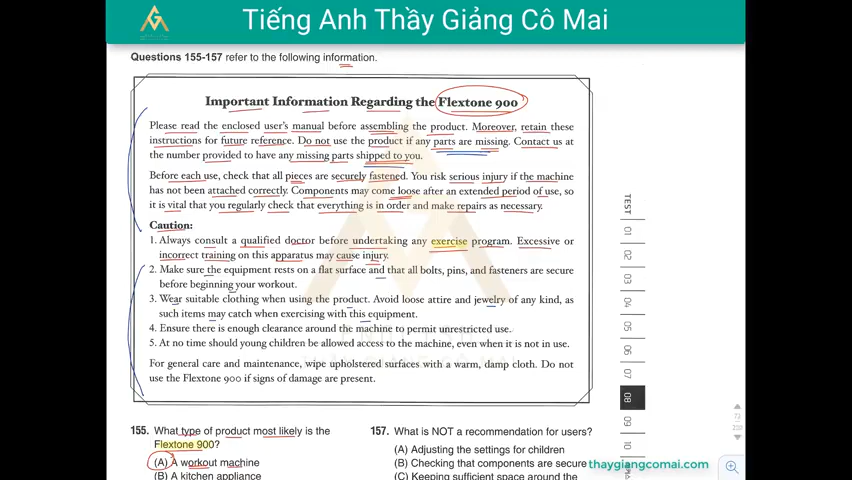 Tiếng Anh Thầy Giảng Cô Mai
Questions 155-157 refer to the following information.
Important Information Regarding the Flextone 900
Please read the enclosed user's manual before assembling the product. Moreover, retain these
instructions for future reference. Do not use the product if any parts are missing. Contact us at
the number provided to have any missing parts shipped to you.
Before each use, check that all pieces are securely fastened. You risk serious injury if the machine
has not been attached correctly. Components may come loose after an extended period of use, so
it is vital that you regularly check that everything is in order and make repairs as necessary.
Caution:
1. Always consult a qualified doctor before undertaking any exercise program. Excessive or
incorrect training on this apparatus may cause injury.
2. Make sure the equipment rests on a flat surface and that all bolts, pins, and fasteners are secure
before beginning your workout.
3. Wear suitable clothing when using the product. Avoid loose attire and jewelry of any kind, as
such items may catch when exercising with this equipment.
4. Ensure there is enough clearance around the machine to permit unrestricted use.
5. At no time should young children be allowed access to the machine, even when it is not in use.
For general care and maintenance, wipe upholstered surfaces with a warm, damp cloth. Do not
use the Flextone 900 if signs of damage are present.
155. What type of product most likely is the
Flextone 900?
(A) A workout machine
(B) A kitchen appliance
157. What is NOT a recommendation for users?
(A) Adjusting the settings for children
(B) Checking that components are secure
(C) Keeping sufficient space around the
TEST
01
02
03
04
05
06
07
08
09
10
thaygiangcomai.com